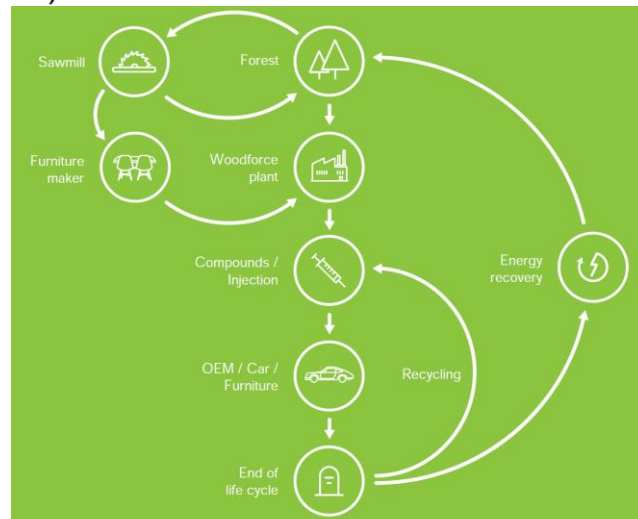 Sawmill
Forest
Furniture
maker
Woodforce
plant
Compounds /
Injection
Energy
recovery
OEM / Car /
Furniture
Recycling
End of
life cycle